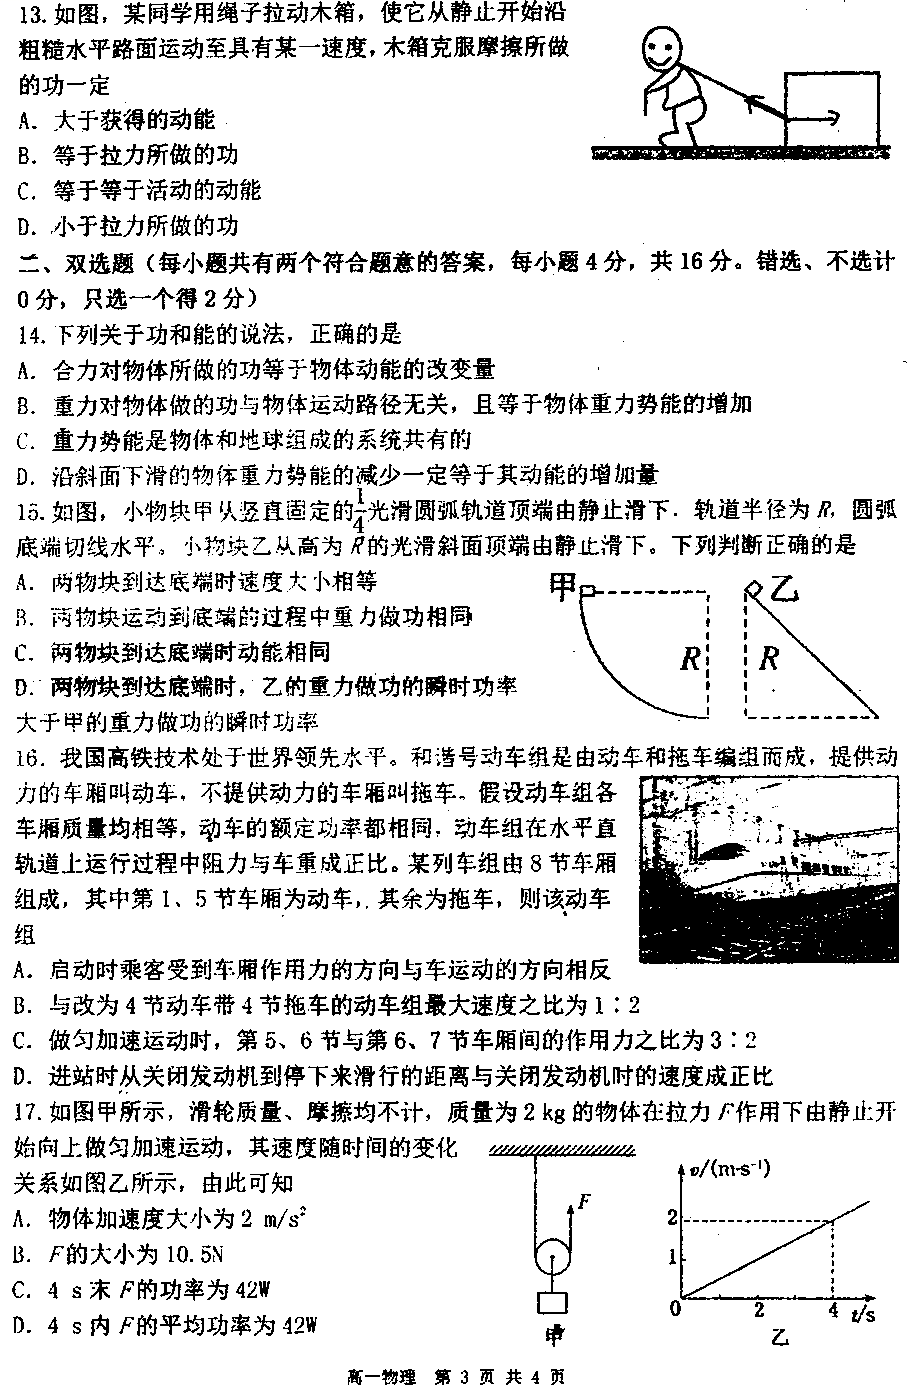 13. 如图，某同学用绳子拉动木箱，使它从静止开始沿
粗糙水平路面运动至具有某一速度，木箱克服摩擦所做
的功一定
A. 大于获得的动能
B. 等于拉力所做的功
C. 等于等于活动的动能
D. 小于拉力所做的功
二、双选题（每小题共有两个符合题意的答案，每小题4分，共16分。错选、不选计
0分，只选一个得2分）
14. 下列关于功和能的说法，正确的是
A. 合力对物体所做的功等于物体动能的改变量
B. 重力对物体做的功与物体运动路径无关，且等于物体重力势能的增加
C. 重力势能是物体和地球组成的系统共有的
D. 沿斜面下滑的物体重力势能的减少一定等于其动能的增加量
15. 如图，小物块甲从竖直固定的1/4光滑圆弧轨道顶端由静止滑下．轨道半径为R，圆弧
底端切线水平。小物块乙从高为R的光滑斜面顶端由静止滑下。下列判断正确的是
A. 两物块到达底端时速度大小相等
B. 两物块运动到底端的过程中重力做功相同
C. 两物块到达底端时动能相同
D. 两物块到达底端时，乙的重力做功的瞬时功率
大于甲的重力做功的瞬时功率
甲 R R 乙
16. 我国高铁技术处于世界领先水平。和谐号动车组是由动车和拖车编组而成，提供动
力的车厢叫动车，不提供动力的车厢叫拖车。假设动车组各
车厢质量均相等，动车的额定功率都相同，动车组在水平直
轨道上运行过程中阻力与车重成正比。某列车组由8节车厢
组成，其中第1、5节车厢为动车，其余为拖车，则该动车
组
A. 启动时乘客受到车厢作用力的方向与车运动的方向相反
B. 与改为4节动车带4节拖车的动车组最大速度之比为1∶2
C. 做匀加速运动时，第5、6节与第6、7节车厢间的作用力之比为3∶2
D. 进站时从关闭发动机到停下来滑行的距离与关闭发动机时的速度成正比
17. 如图甲所示，滑轮质量、摩擦均不计，质量为2kg的物体在拉力F作用下由静止开
始向上做匀加速运动，其速度随时间的变化
关系如图乙所示，由此可知
A. 物体加速度大小为2 m/s²
B. F的大小为10.5N
C. 4 s末F的功率为42W
D. 4 s内F的平均功率为42W
F
甲
v/(m·s⁻¹)
2
1
0 2 4 t/s
乙
高一物理 第 3 页 共 4 页